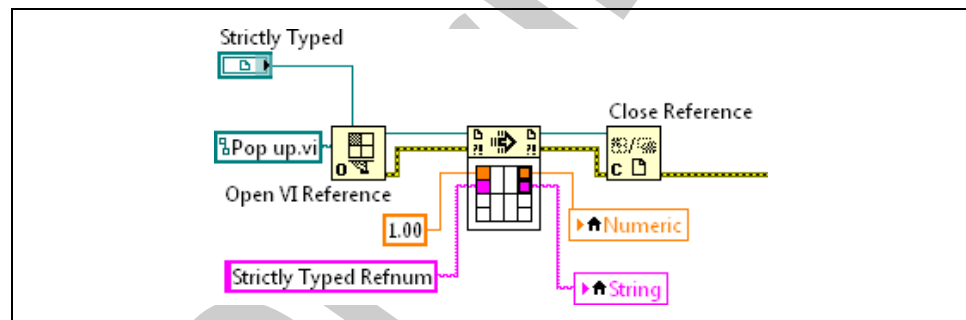 Strictly Typed
Close Reference
Pop up.vi
Open VI Reference
1.00
Numeric
Strictly Typed Refnum
String